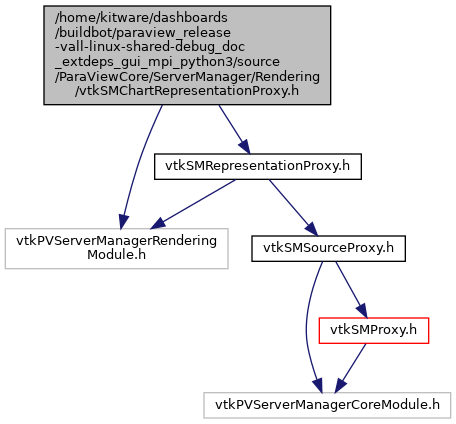 /home/kitware/dashboards
/buildbot/paraview_release
-vall-linux-shared-debug_doc
_extdeps_gui_mpi_python3/source
/ParaViewCore/ServerManager/Rendering
/vtkSMChartRepresentationProxy.h
vtkSMRepresentationProxy.h
vtkPVServerManagerRendering
Module.h
vtkSMSourceProxy.h
vtkSMProxy.h
vtkPVServerManagerCoreModule.h